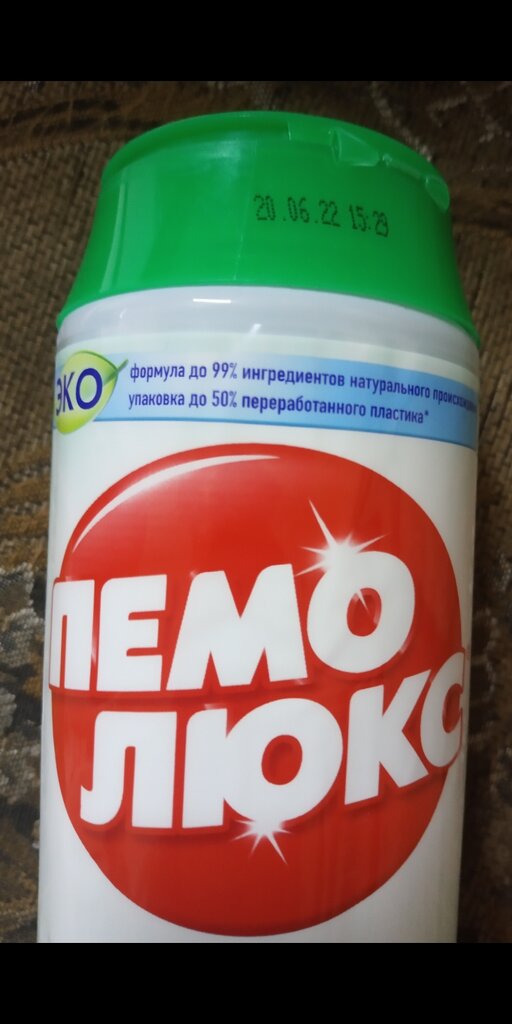 20.06.22 15:29
ЭКО
формула до 99% ингредиентов натурального
упаковка до 50% переработанного пластика*
ПЕМО
ЛЮКС